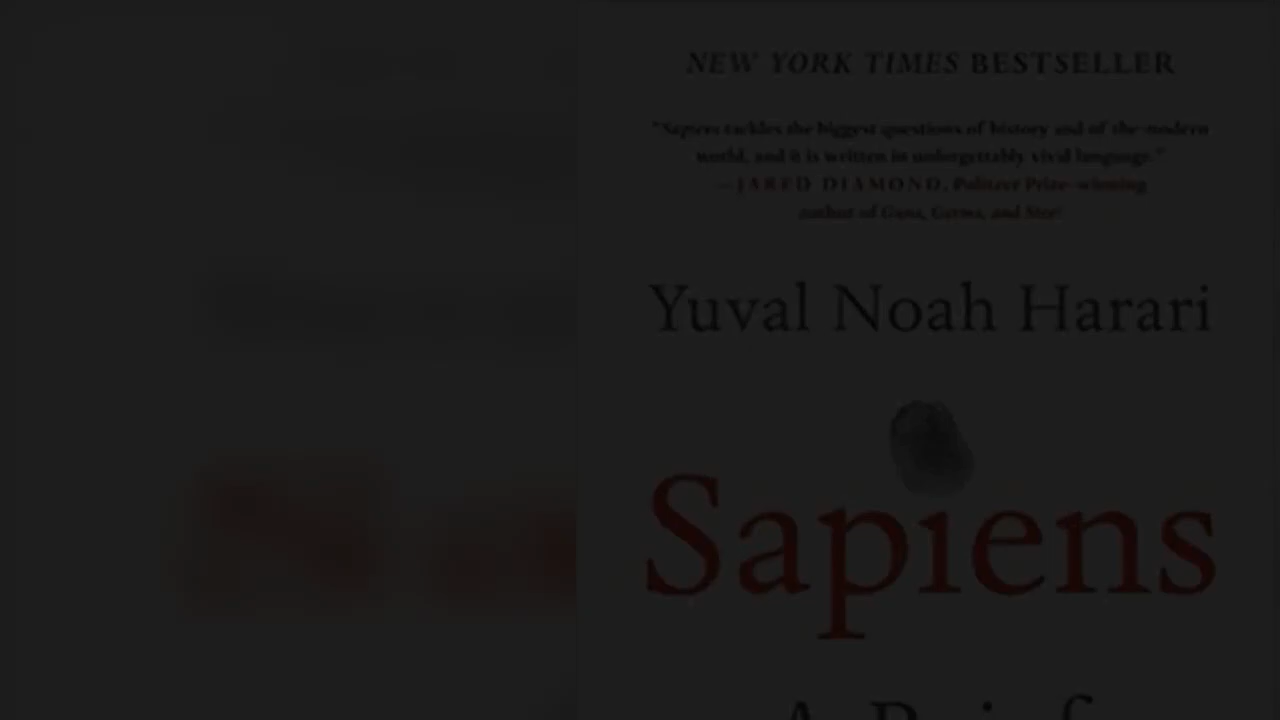 NEW YORK TIMES BESTSELLER
"Sapiens tackles the biggest questions of history and of the modern
world, and it is written in unforgettably vivid language."
—JARED DIAMOND, Pulitzer Prize–winning
author of Guns, Germs, and Steel
Yuval Noah Harari
Sapiens
A Brief